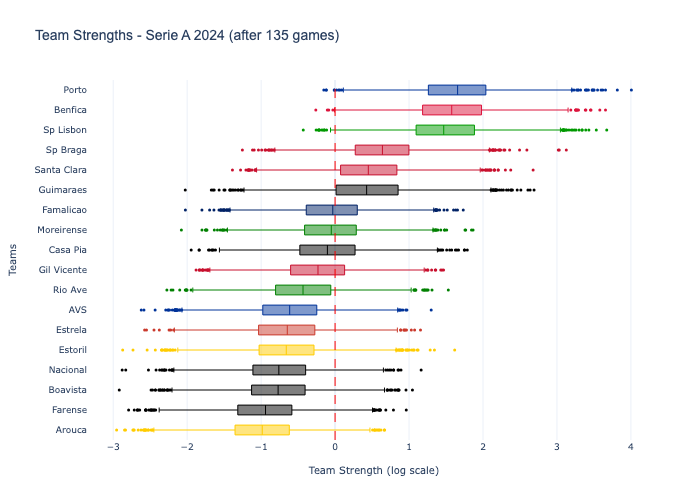 Team Strengths - Serie A 2024 (after 135 games)
Porto
Benfica
Sp Lisbon
Sp Braga
Santa Clara
Guimaraes
Famalicao
Moreirense
Casa Pia
Gil Vicente
Rio Ave
AVS
Estrela
Estoril
Nacional
Boavista
Farense
Arouca
Teams
−3 −2 −1 0 1 2 3 4
Team Strength (log scale)